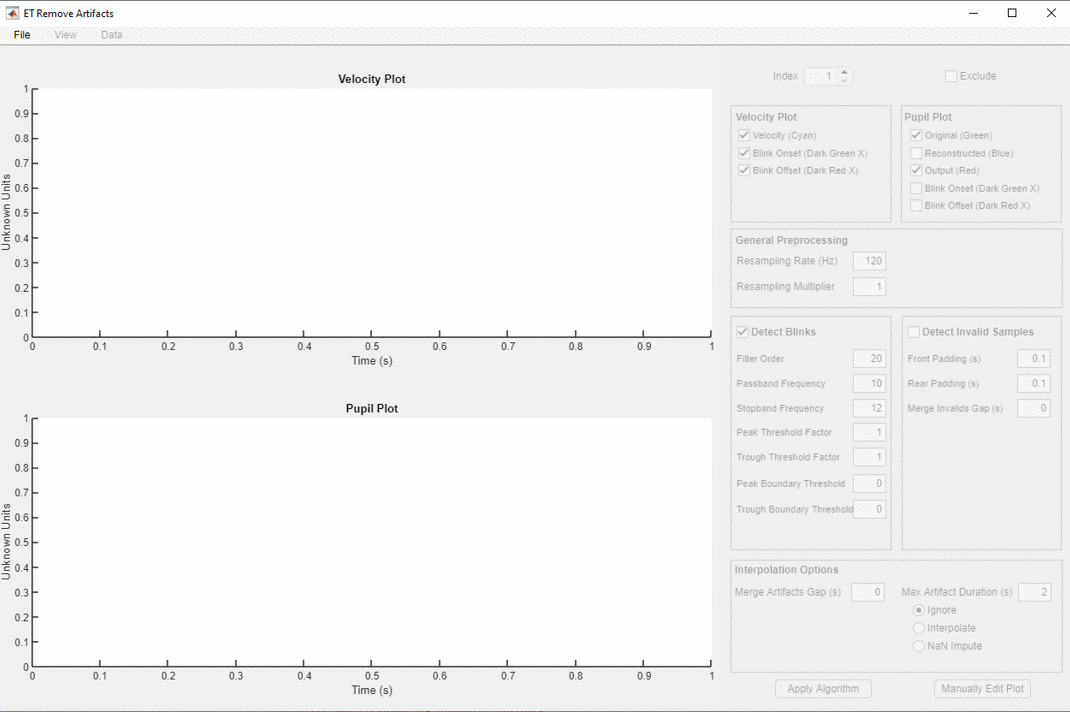 ET Remove Artifacts
File View Data
Index 1 Exclude
Velocity Plot
1
0.9
0.8
0.7
0.6
0.5
0.4
0.3
0.2
0.1
0
Unknown Units
0 0.1 0.2 0.3 0.4 0.5 0.6 0.7 0.8 0.9 1
Time (s)
Pupil Plot
1
0.9
0.8
0.7
0.6
0.5
0.4
0.3
0.2
0.1
0
Unknown Units
0 0.1 0.2 0.3 0.4 0.5 0.6 0.7 0.8 0.9 1
Time (s)
Velocity Plot
Velocity (Cyan)
Blink Onset (Dark Green X)
Blink Offset (Dark Red X)
Pupil Plot
Original (Green)
Reconstructed (Blue)
Output (Red)
Blink Onset (Dark Green X)
Blink Offset (Dark Red X)
General Preprocessing
Resampling Rate (Hz) 120
Resampling Multiplier 1
Detect Blinks
Filter Order 20
Passband Frequency 10
Stopband Frequency 12
Peak Threshold Factor 1
Trough Threshold Factor 1
Peak Boundary Threshold 0
Trough Boundary Threshold 0
Detect Invalid Samples
Front Padding (s) 0.1
Rear Padding (s) 0.1
Merge Invalids Gap (s) 0
Interpolation Options
Merge Artifacts Gap (s) 0
Max Artifact Duration (s) 2
Ignore
Interpolate
NaN Impute
Apply Algorithm
Manually Edit Plot